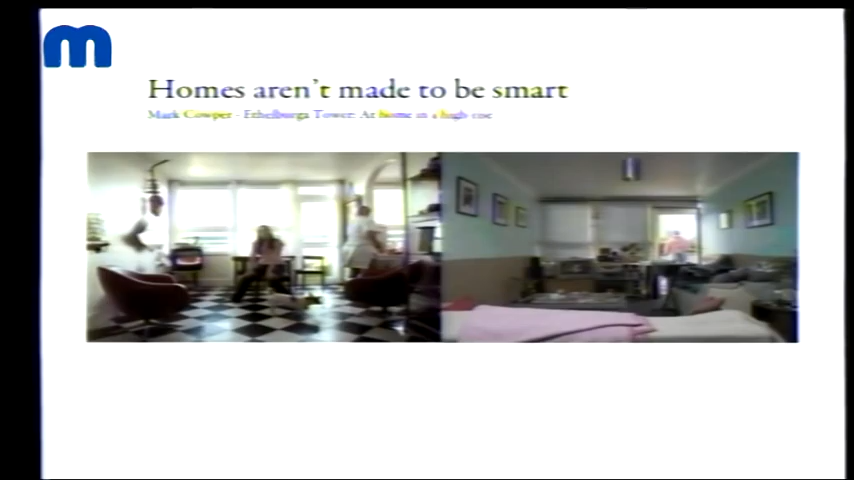 m
Homes aren't made to be smart
Mark Cowper - Ethelburga Tower: At home in a high rise